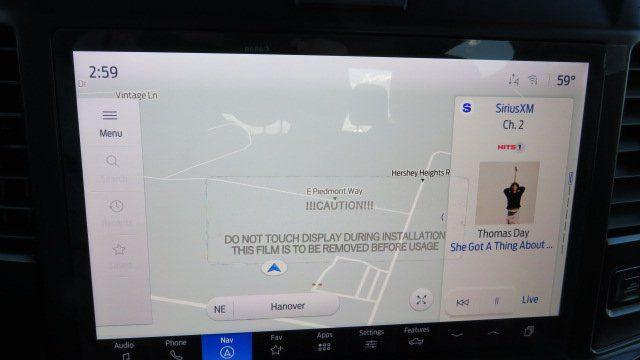 2:59
59°
Vintage Ln
Menu
Search
Recents
Saved
SiriusXM
Ch. 2
HITS 1
Hershey Heights R
E Piedmont Way
!!!CAUTION!!!
DO NOT TOUCH DISPLAY DURING INSTALLATION
THIS FILM IS TO BE REMOVED BEFORE USAGE
Thomas Day
She Got A Thing About ...
NE
Hanover
Live
Audio
Phone
Nav
Fav
Apps
Settings
Features